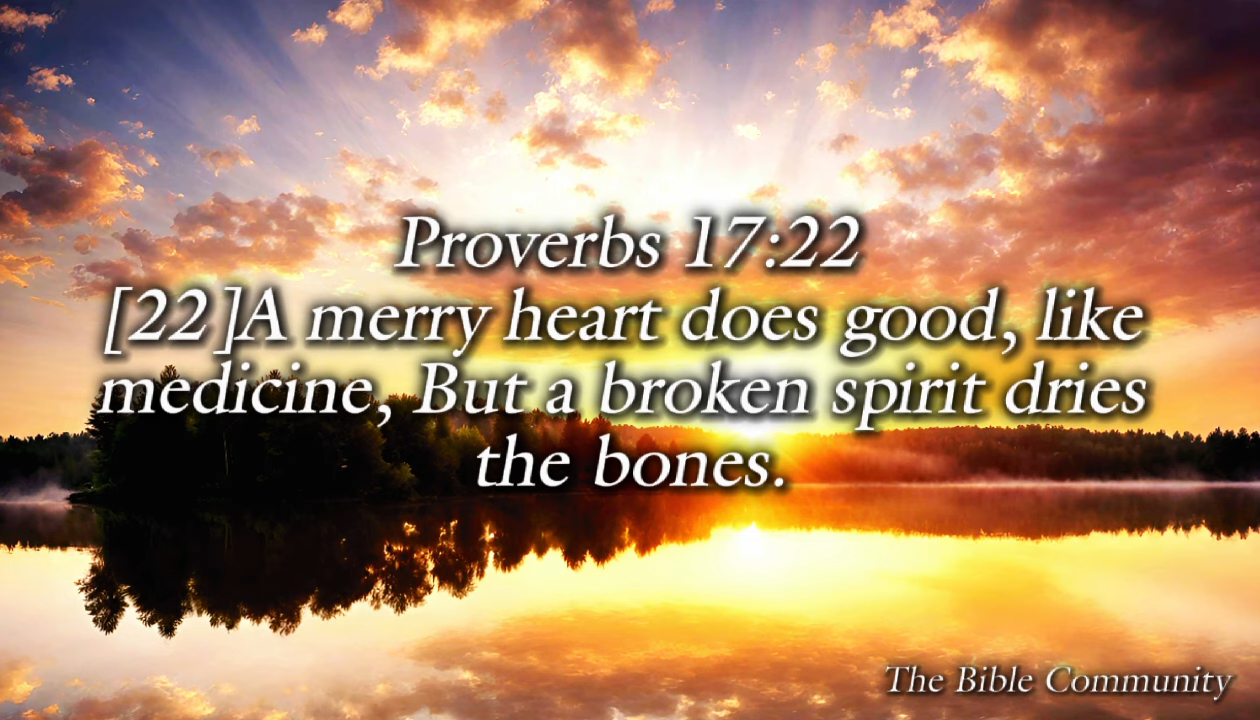 Proverbs 17:22
[22]A merry heart does good, like
medicine, But a broken spirit dries
the bones.
The Bible Community